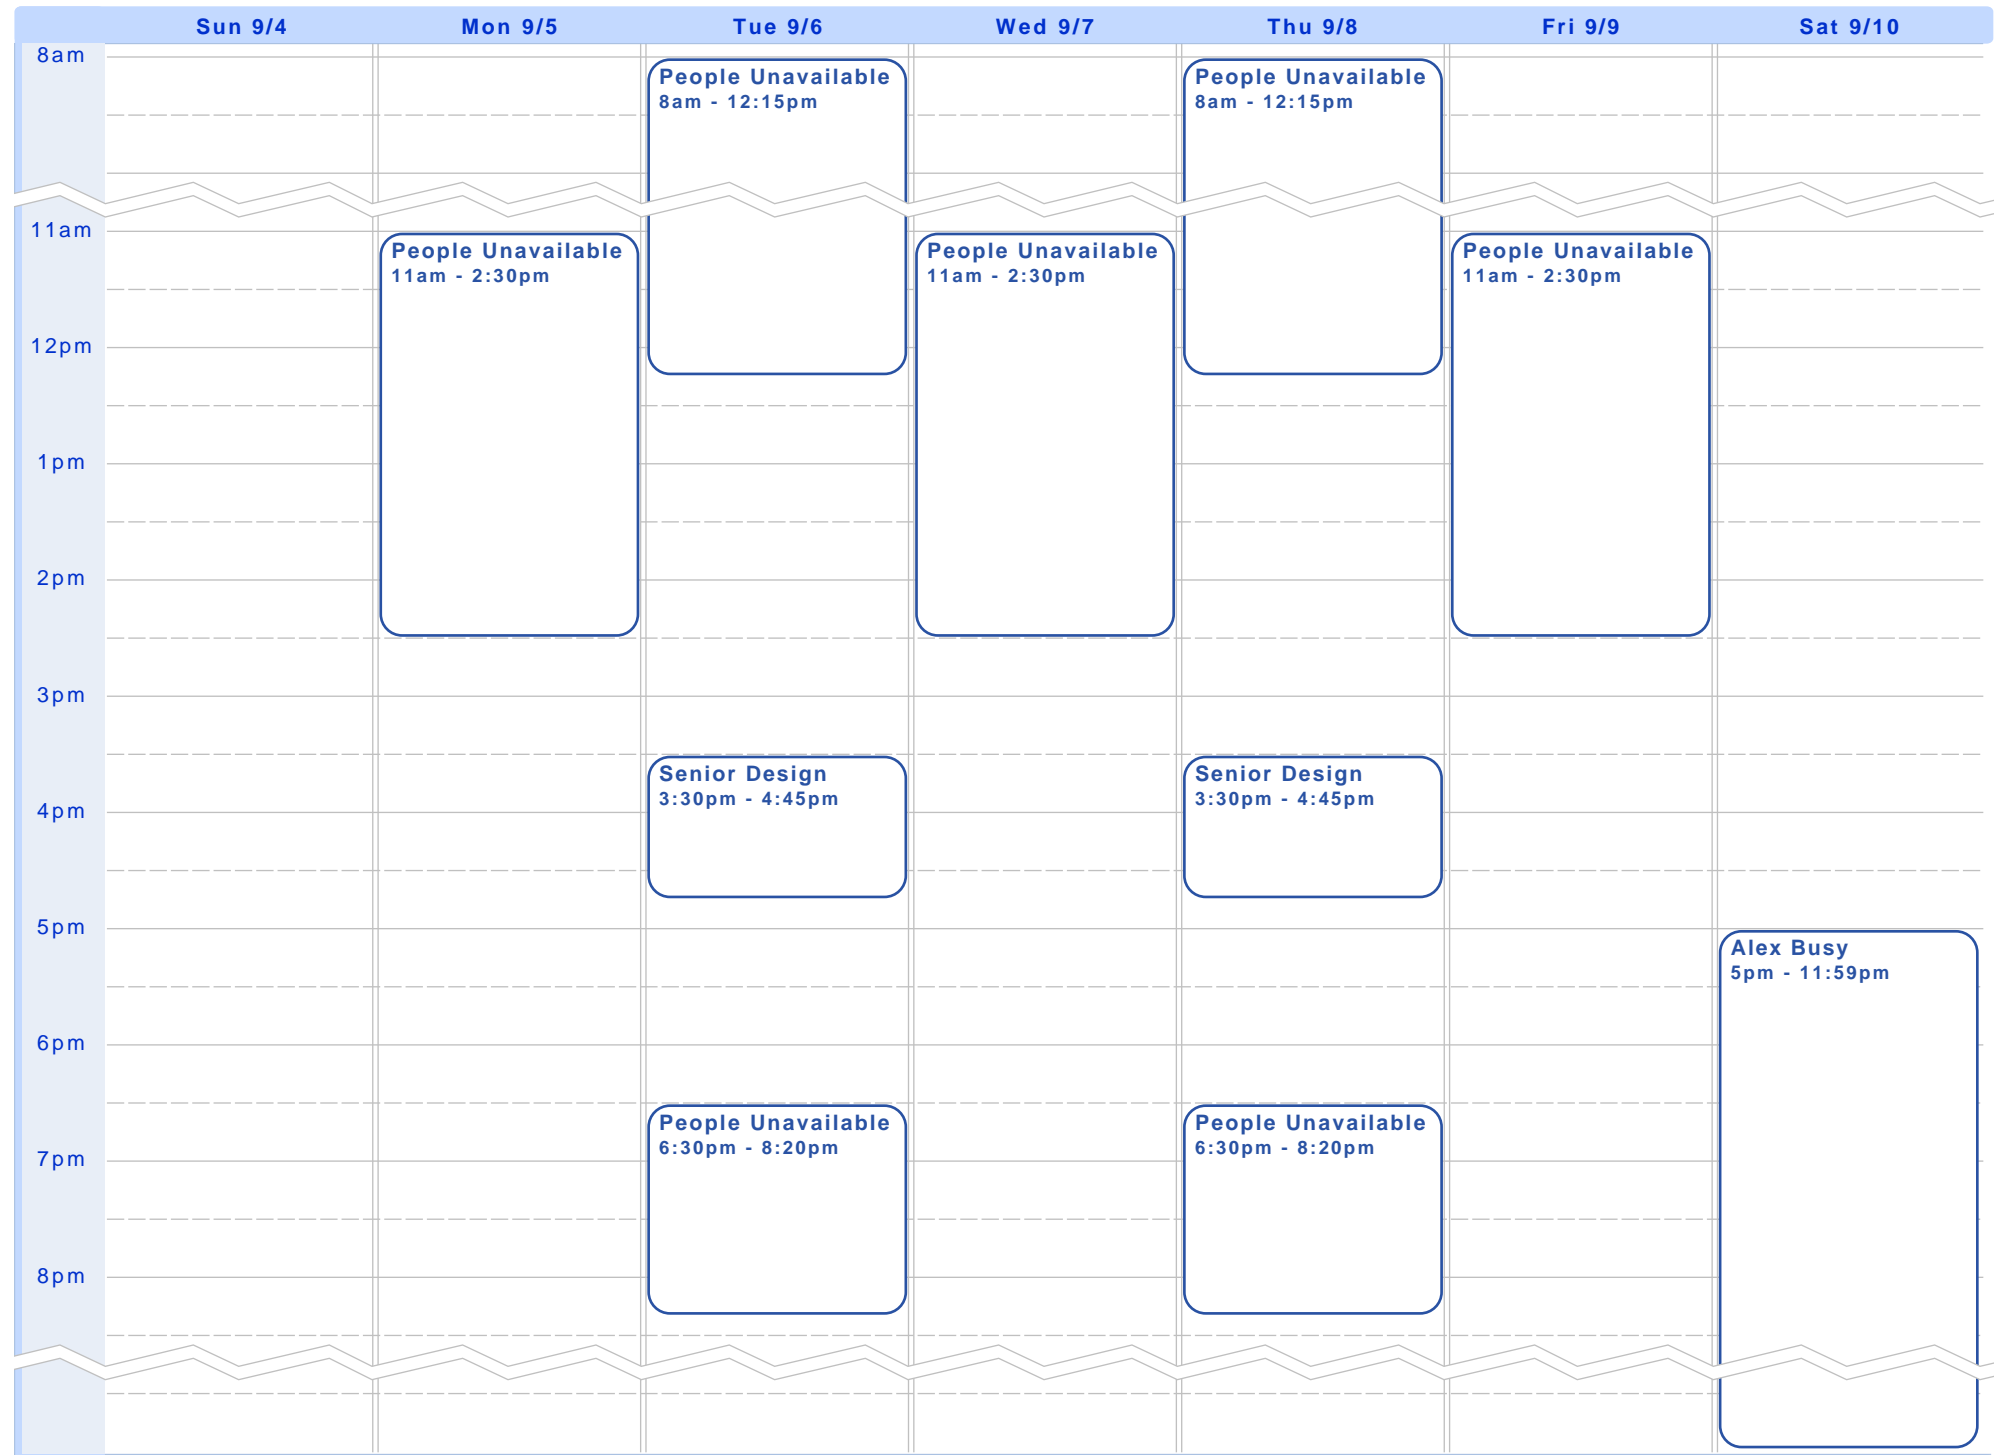 Sun 9/4
Mon 9/5
Tue 9/6
Wed 9/7
Thu 9/8
Fri 9/9
Sat 9/10
8am
People Unavailable
8am - 12:15pm
People Unavailable
8am - 12:15pm
11am
People Unavailable
11am - 2:30pm
People Unavailable
11am - 2:30pm
People Unavailable
11am - 2:30pm
12pm
1pm
2pm
3pm
Senior Design
3:30pm - 4:45pm
Senior Design
3:30pm - 4:45pm
4pm
5pm
Alex Busy
5pm - 11:59pm
6pm
People Unavailable
6:30pm - 8:20pm
People Unavailable
6:30pm - 8:20pm
7pm
8pm